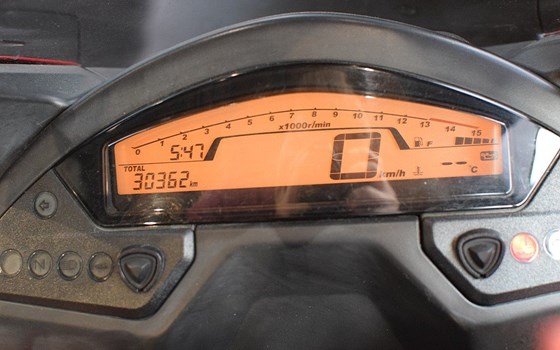 0 1 2 3 4 5 6 7 8 9 10 11 12 13 14 15
x1000r/min
5:47
F
TOTAL
30362 km
0 km/h
-- °C